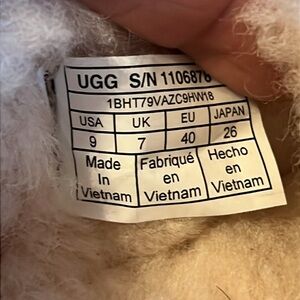 UGG S/N 1106876
1BHT79VAZC9HW18
USA UK EU JAPAN
9 7 40 26
Made Fabriqué Hecho
In en en
Vietnam Vietnam Vietnam